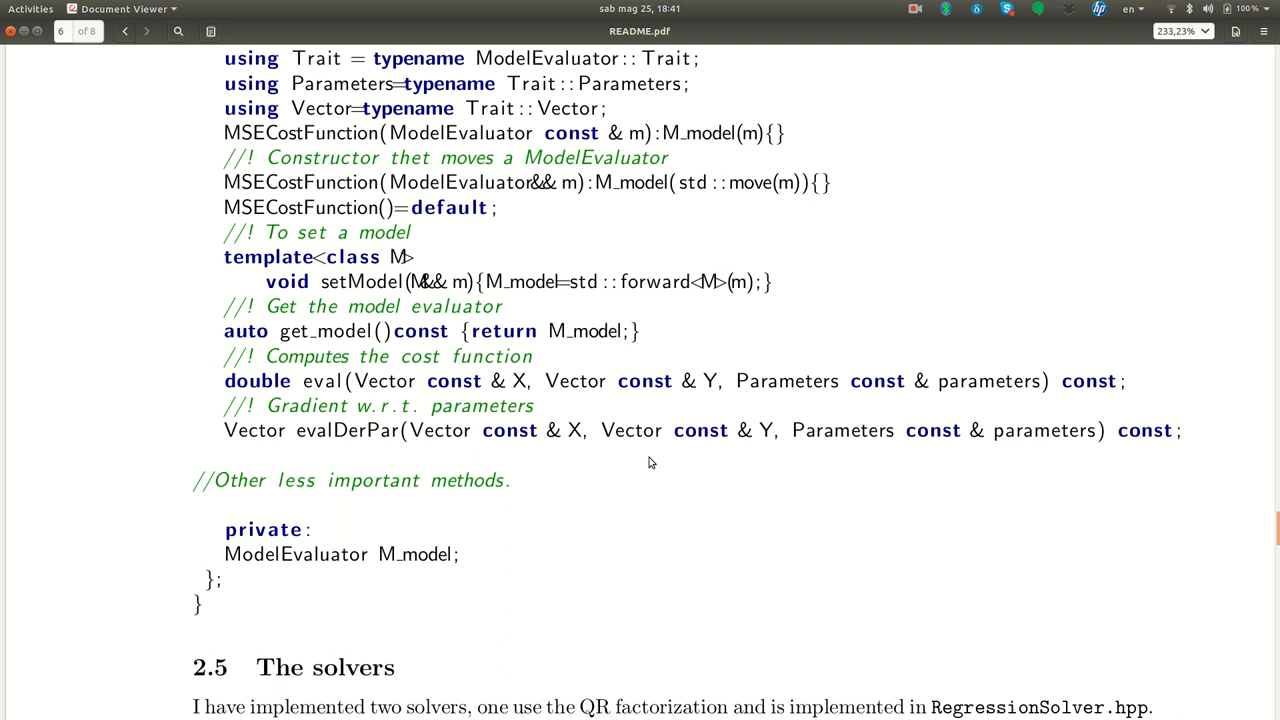 Activities Document Viewer sab mag 25, 18:41 en 100 %
6 of 8 README.pdf 233,23%
using Trait = typename ModelEvaluator::Trait;
using Parameters=typename Trait::Parameters;
using Vector=typename Trait::Vector;
MSECostFunction(ModelEvaluator const & m):M_model(m){}
//! Constructor thet moves a ModelEvaluator
MSECostFunction(ModelEvaluator&& m):M_model(std::move(m)){}
MSECostFunction()=default;
//! To set a model
template<class M>
void setModel(M&& m){M_model=std::forward<M>(m);}
//! Get the model evaluator
auto get_model()const {return M_model;}
//! Computes the cost function
double eval(Vector const & X, Vector const & Y, Parameters const & parameters) const;
//! Gradient w.r.t. parameters
Vector evalDerPar(Vector const & X, Vector const & Y, Parameters const & parameters) const;
//Other less important methods.
private:
ModelEvaluator M_model;
};
}
2.5 The solvers
I have implemented two solvers, one use the QR factorization and is implemented in RegressionSolver.hpp.